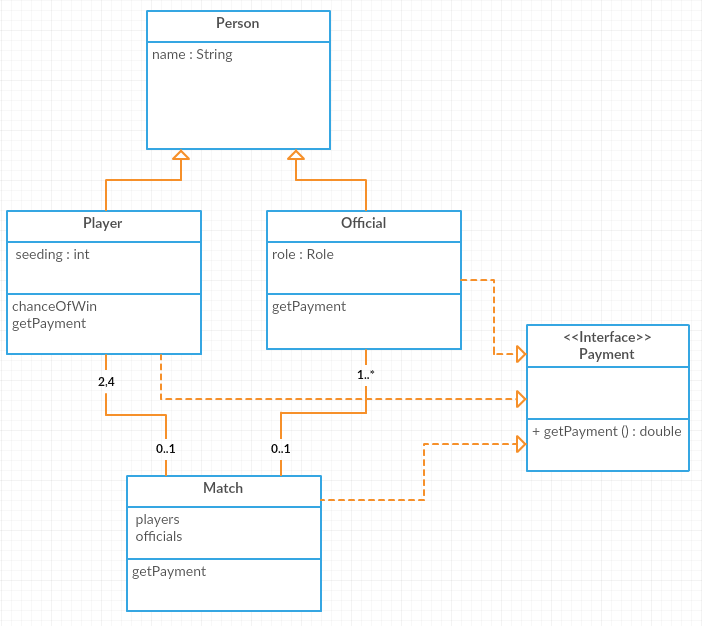 Person
name : String
Player
seeding : int
chanceOfWin
getPayment
Official
role : Role
getPayment
<<Interface>>
Payment
+ getPayment () : double
2,4
1..*
0..1
0..1
Match
players
officials
getPayment